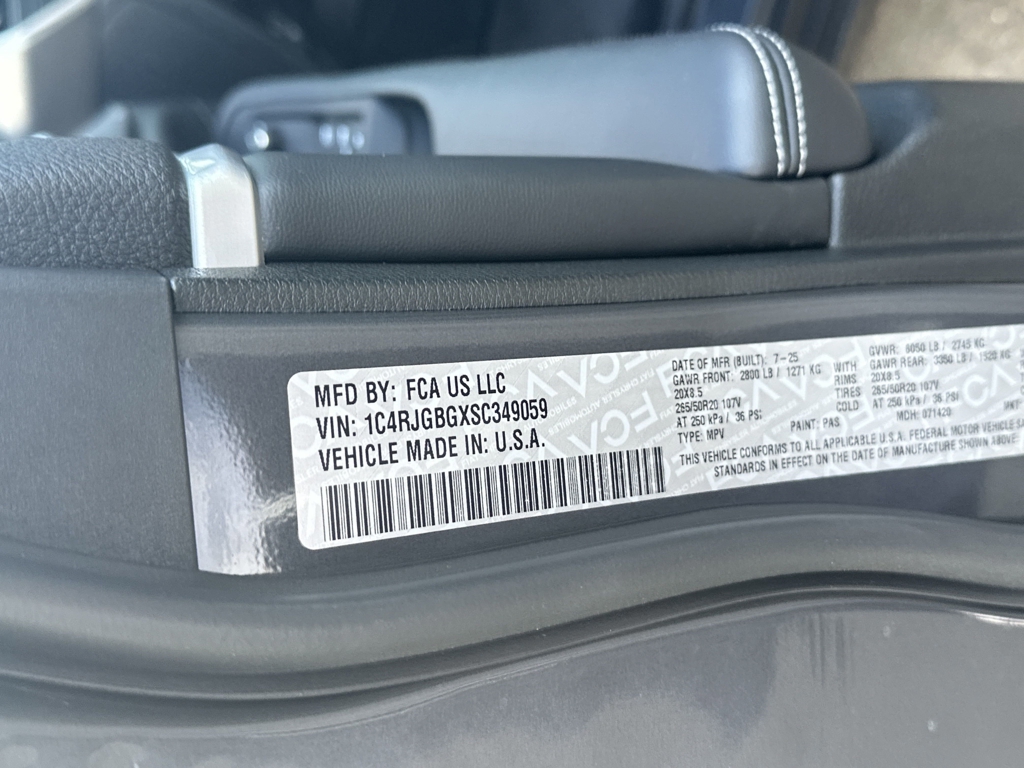 MFD BY: FCA US LLC
VIN: 1C4RJGBGXSC349059
VEHICLE MADE IN: U.S.A.
DATE OF MFR (BUILT): 7-25
GAWR FRONT: 2800 LB / 1271 KG
20X8.5
265/50R20 107V
AT 250 kPa / 36 PSI
TYPE: MPV
WITH
RIMS
TIRES
PAINT: PAS
GVWR: 6050 LB / 2745 KG
GAWR REAR: 3350 LB / 1520 KG
20X8.5
265/50R20 107V
AT 250 kPa / 36 PSI
MDH: 071420
THIS VEHICLE CONFORMS TO ALL APPLICABLE U.S.A. FEDERAL MOTOR VEHICLE SA
STANDARDS IN EFFECT ON THE DATE OF MANUFACTURE SHOWN ABOVE.
FCA